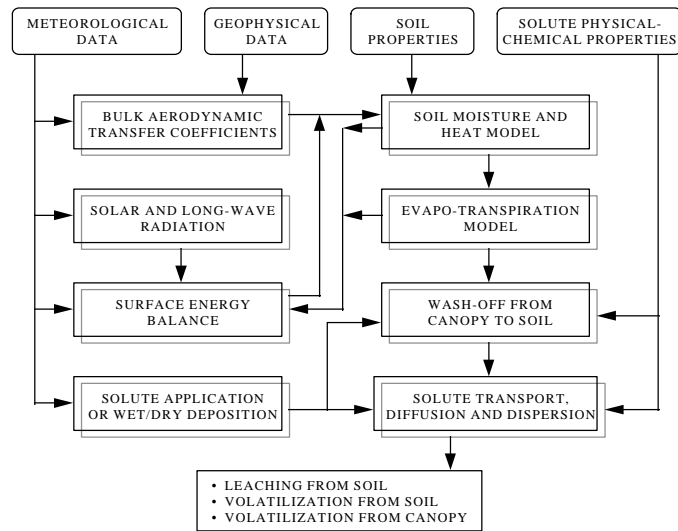 METEOROLOGICAL
DATA
GEOPHYSICAL
DATA
SOIL
PROPERTIES
SOLUTE PHYSICAL-
CHEMICAL PROPERTIES
BULK AERODYNAMIC
TRANSFER COEFFICIENTS
SOIL MOISTURE AND
HEAT MODEL
SOLAR AND LONG-WAVE
RADIATION
EVAPO-TRANSPIRATION
MODEL
SURFACE ENERGY
BALANCE
WASH-OFF FROM
CANOPY TO SOIL
SOLUTE APPLICATION
OR WET/DRY DEPOSITION
SOLUTE TRANSPORT,
DIFFUSION AND DISPERSION
• LEACHING FROM SOIL
• VOLATILIZATION FROM SOIL
• VOLATILIZATION FROM CANOPY